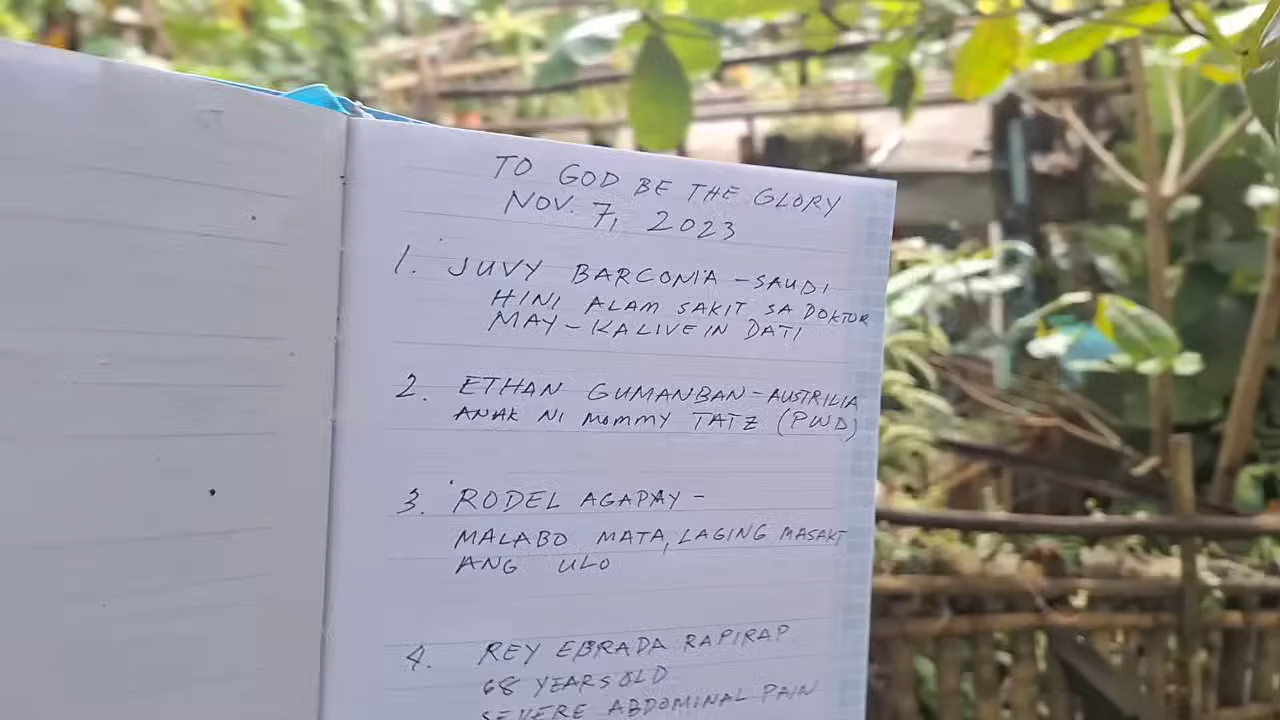 TO GOD BE THE GLORY
NOV. 7, 2023
1. JUVY BARCONIA - SAUDI
HINI ALAM SAKIT SA DOKTOR
MAY - KALIVE IN DATI
2. ETHAN GUMANBAN - AUSTRILIA
ANAK NI MOMMY TATZ (PWD)
3. RODEL AGAPAY -
MALABO MATA, LAGING MASAKT
ANG ULO
4. REY EBRADA RAPIRAP
68 YEARS OLD
SEVERE ABDOMINAL PAIN